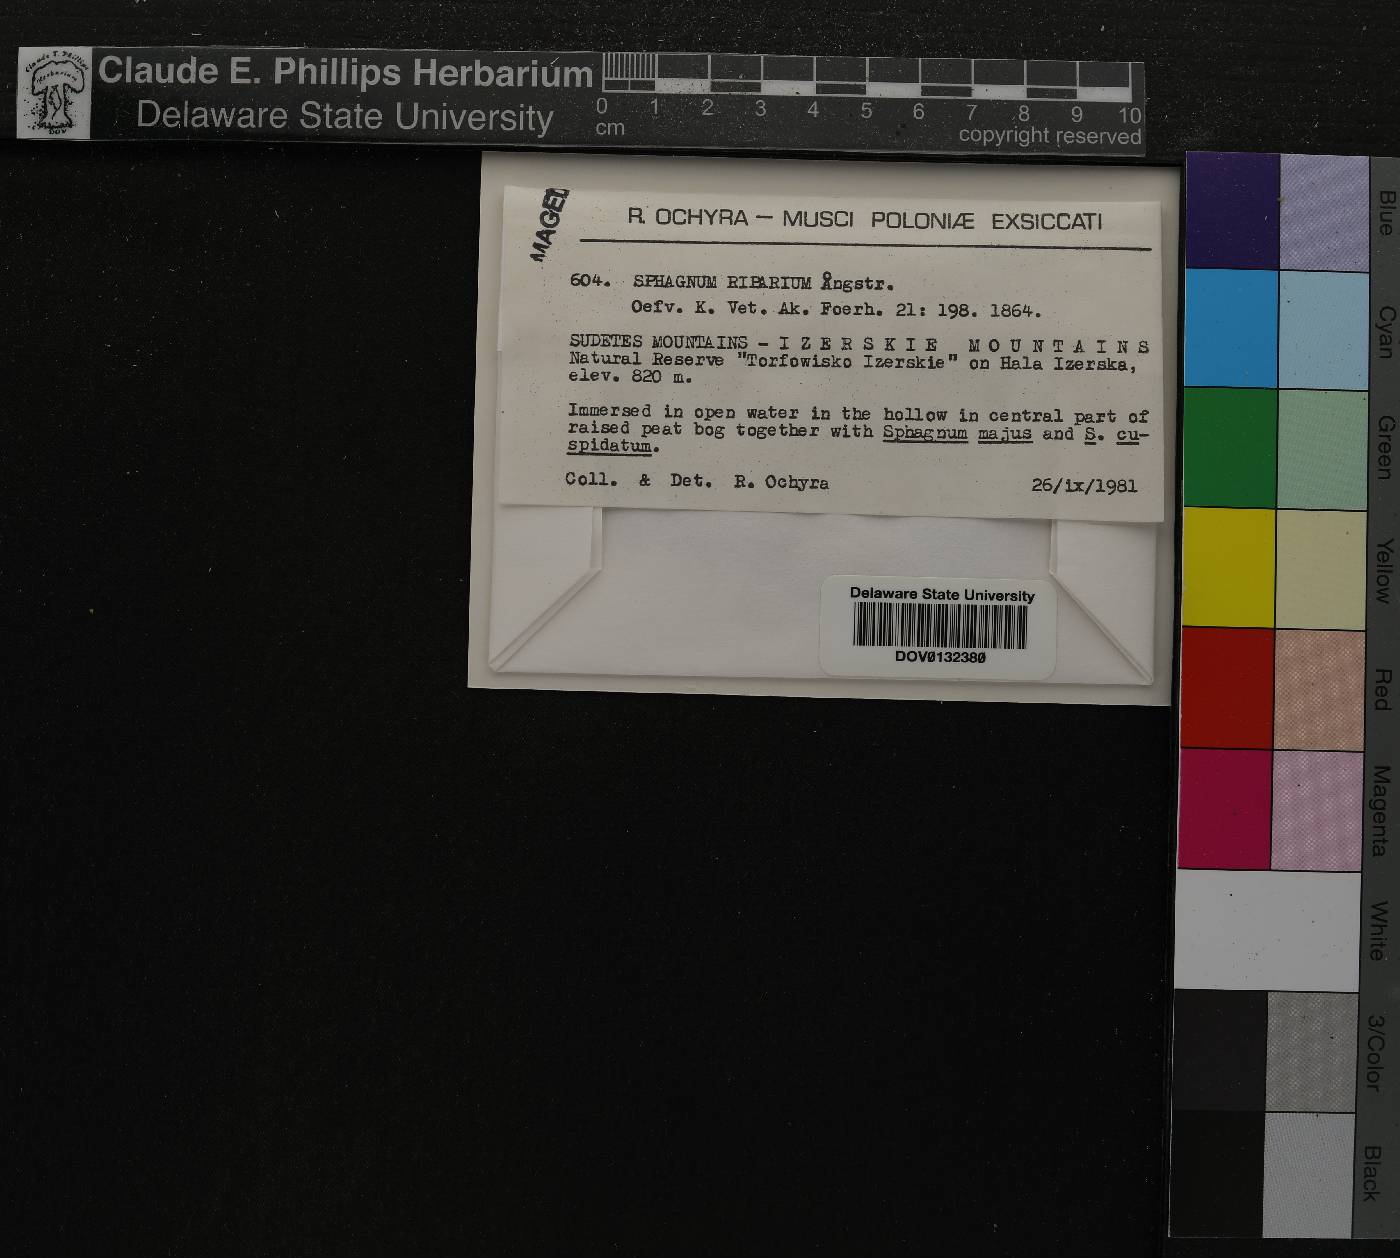 Claude E. Phillips Herbarium
Delaware State University
0 1 2 3 4 5 6 7 8 9 10
cm
copyright reserved
R. OCHYRA — MUSCI POLONIÆ EXSICCATI
604. SPHAGNUM RIPARIUM Ångstr.
Oefv. K. Vet. Ak. Foerh. 21: 198. 1864.
SUDETES MOUNTAINS - IZERSKIE MOUNTAINS
Natural Reserve "Torfowisko Izerskie" on Hala Izerska,
elev. 820 m.
Immersed in open water in the hollow in central part of
raised peat bog together with Sphagnum majus and S. cu-
spidatum.
Coll. & Det. R. Ochyra 26/ix/1981
Delaware State University
DOV0132380
Blue
Cyan
Green
Yellow
Red
Magenta
White
3/Color
Black